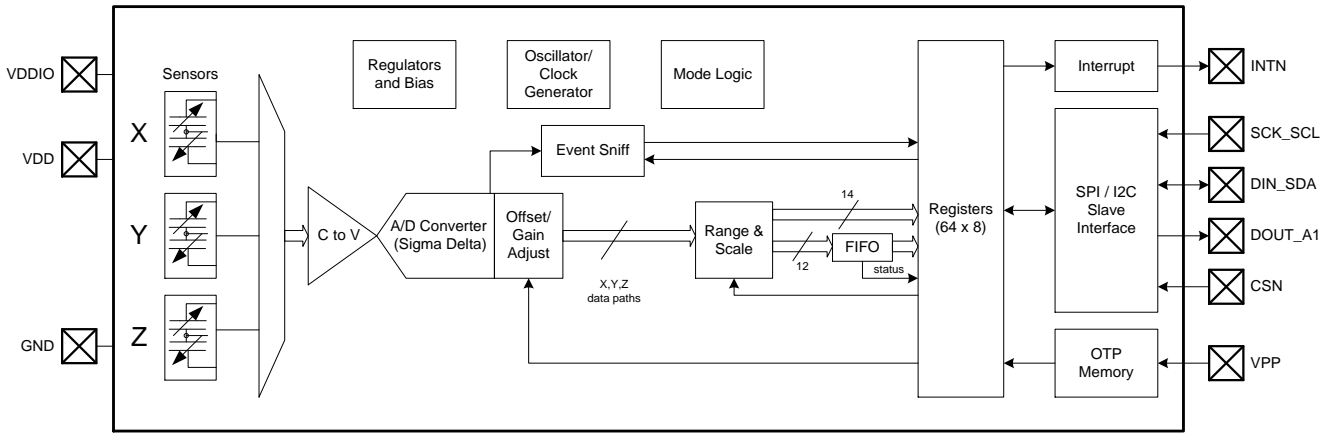 VDDIO
VDD
GND
Sensors
X
Y
Z
C to V
A/D Converter
(Sigma Delta)
Offset/
Gain
Adjust
Regulators
and Bias
Oscillator/
Clock
Generator
Mode Logic
Event Sniff
X,Y,Z
data paths
Range &
Scale
14
12
FIFO
status
Registers
(64 x 8)
Interrupt
SPI / I2C
Slave
Interface
OTP
Memory
INTN
SCK_SCL
DIN_SDA
DOUT_A1
CSN
VPP